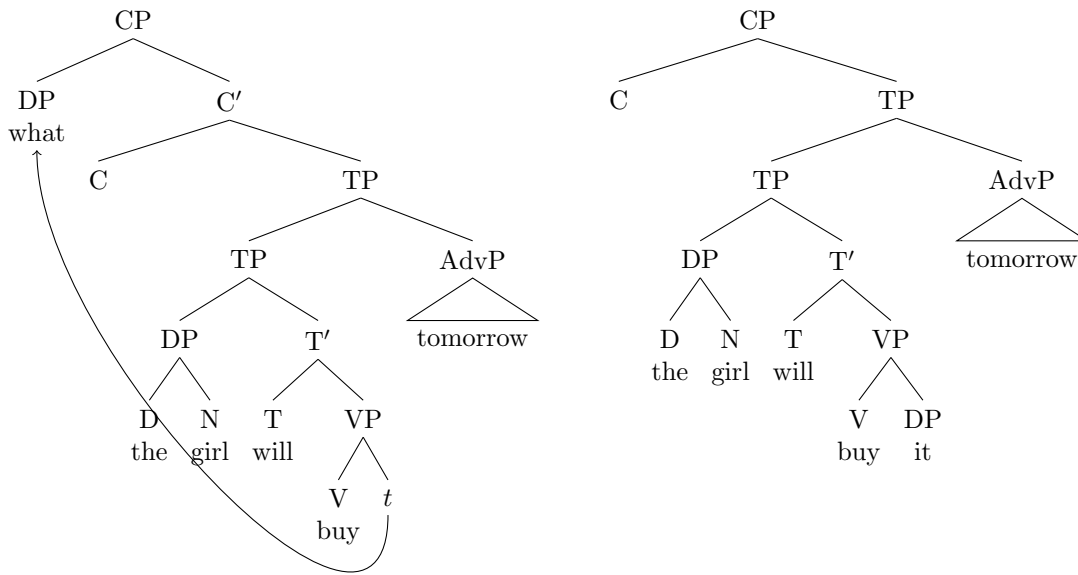 CP CP
DP C′ C TP
what
C TP TP AdvP
TP AdvP DP T′ tomorrow
DP T′ tomorrow D N T VP
the girl will
D N T VP V DP
the girl will buy it
V t
buy